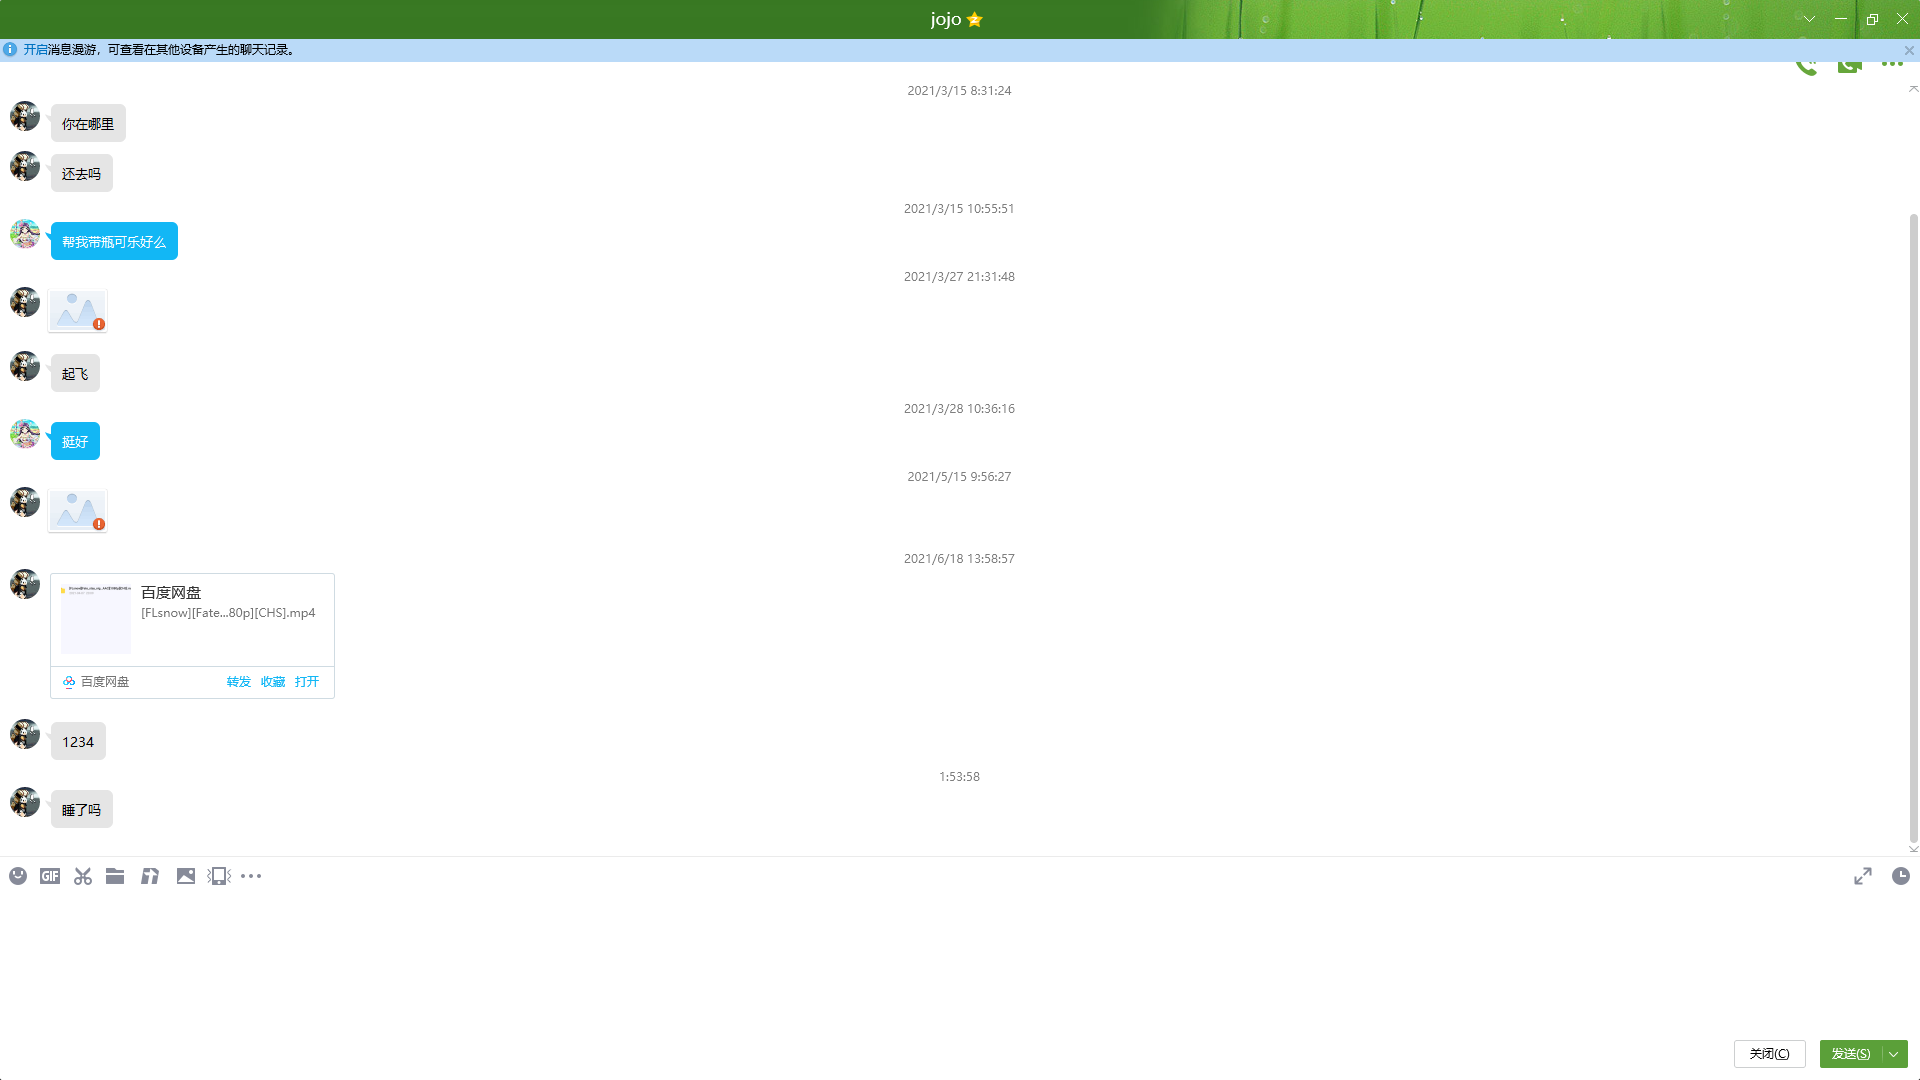 jojo
开启消息漫游，可查看在其他设备产生的聊天记录。
2021/3/15 8:31:24
你在哪里
还去吗
2021/3/15 10:55:51
帮我带瓶可乐好么
2021/3/27 21:31:48
起飞
2021/3/28 10:36:16
挺好
2021/5/15 9:56:27
2021/6/18 13:58:57
百度网盘
[FLsnow][Fate...80p][CHS].mp4
百度网盘 转发 收藏 打开
1234
1:53:58
睡了吗
GIF
关闭(C) 发送(S)